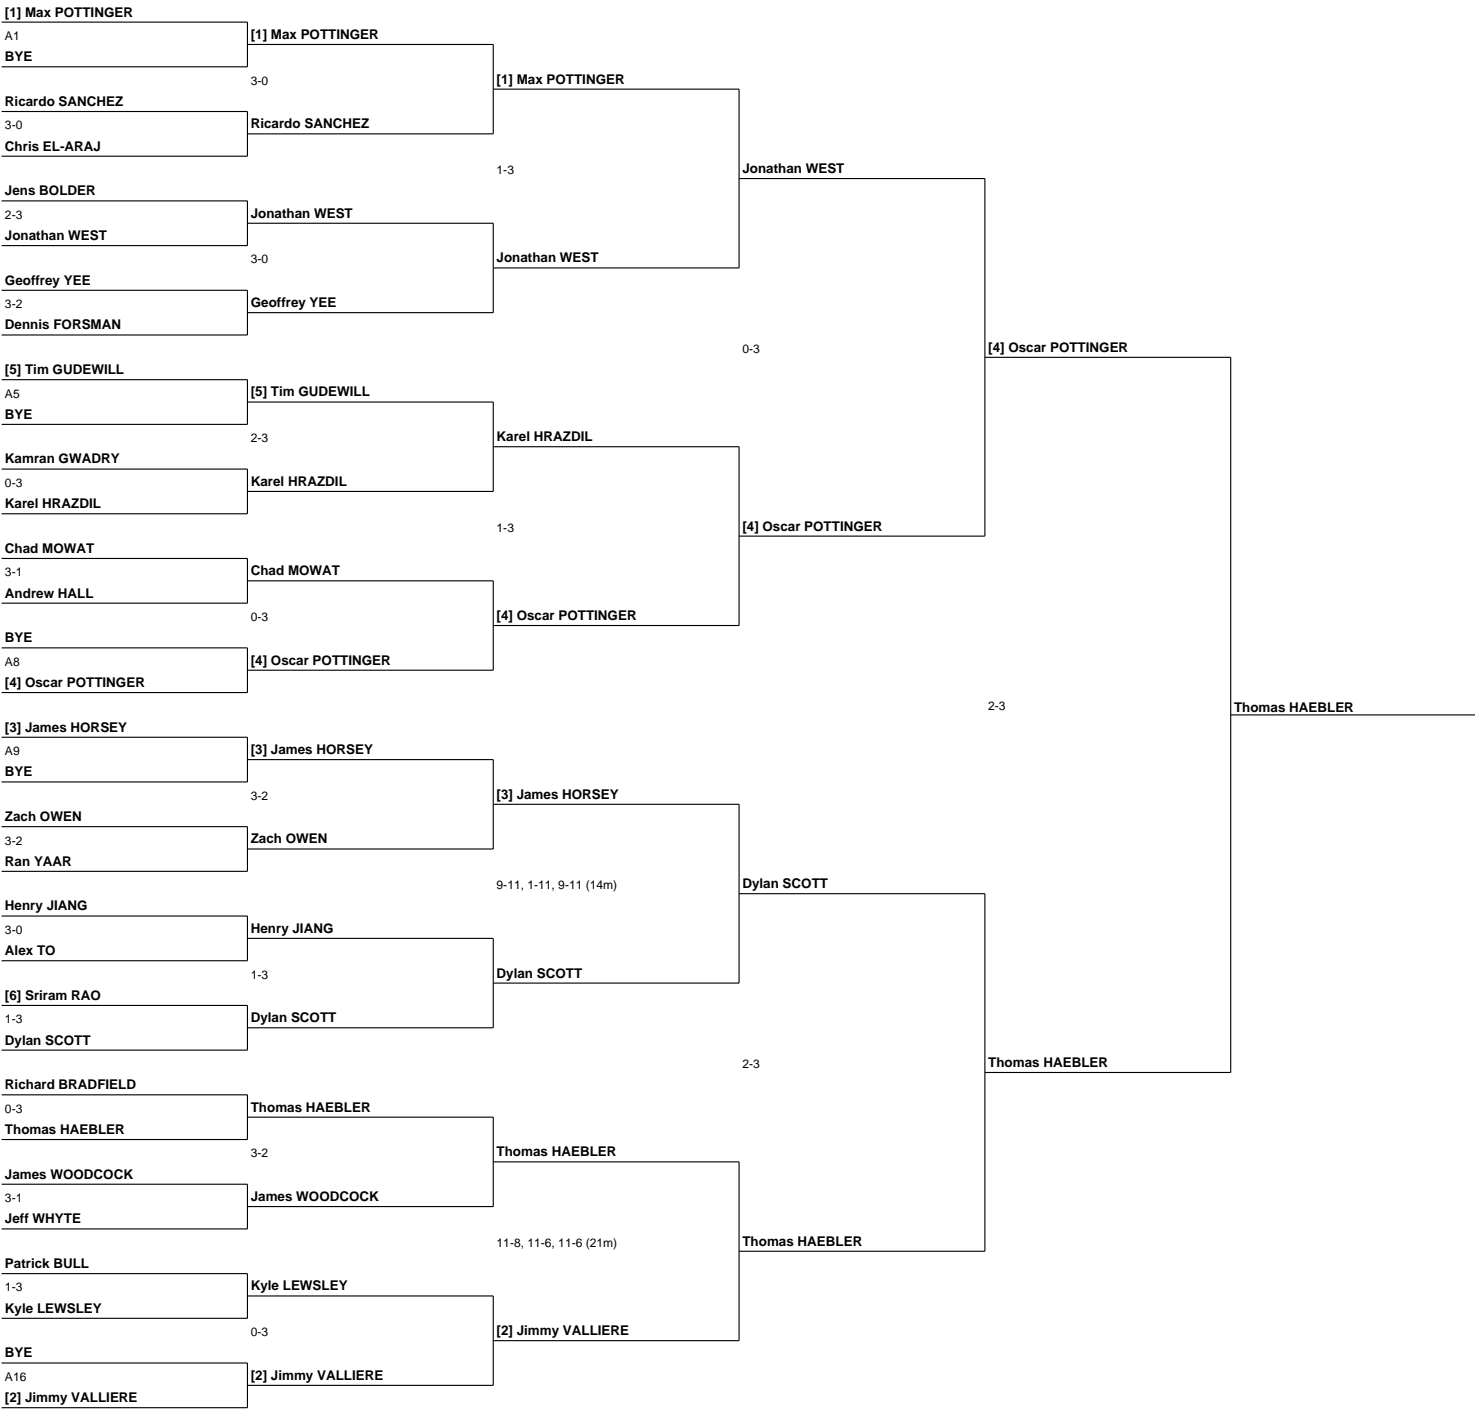 [1] Max POTTINGER
A1
BYE
Ricardo SANCHEZ
3-0
Chris EL-ARAJ
Jens BOLDER
2-3
Jonathan WEST
Geoffrey YEE
3-2
Dennis FORSMAN
[5] Tim GUDEWILL
A5
BYE
Kamran GWADRY
0-3
Karel HRAZDIL
Chad MOWAT
3-1
Andrew HALL
BYE
A8
[4] Oscar POTTINGER
[3] James HORSEY
A9
BYE
Zach OWEN
3-2
Ran YAAR
Henry JIANG
3-0
Alex TO
[6] Sriram RAO
1-3
Dylan SCOTT
Richard BRADFIELD
0-3
Thomas HAEBLER
James WOODCOCK
3-1
Jeff WHYTE
Patrick BULL
1-3
Kyle LEWSLEY
BYE
A16
[2] Jimmy VALLIERE
[1] Max POTTINGER
3-0
Ricardo SANCHEZ
Jonathan WEST
3-0
Geoffrey YEE
[5] Tim GUDEWILL
2-3
Karel HRAZDIL
Chad MOWAT
0-3
[4] Oscar POTTINGER
[3] James HORSEY
3-2
Zach OWEN
Henry JIANG
1-3
Dylan SCOTT
Thomas HAEBLER
3-2
James WOODCOCK
Kyle LEWSLEY
0-3
[2] Jimmy VALLIERE
[1] Max POTTINGER
1-3
Jonathan WEST
Karel HRAZDIL
1-3
[4] Oscar POTTINGER
[3] James HORSEY
9-11, 1-11, 9-11 (14m)
Dylan SCOTT
Thomas HAEBLER
11-8, 11-6, 11-6 (21m)
[2] Jimmy VALLIERE
Jonathan WEST
0-3
[4] Oscar POTTINGER
Dylan SCOTT
2-3
Thomas HAEBLER
[4] Oscar POTTINGER
2-3
Thomas HAEBLER
Thomas HAEBLER